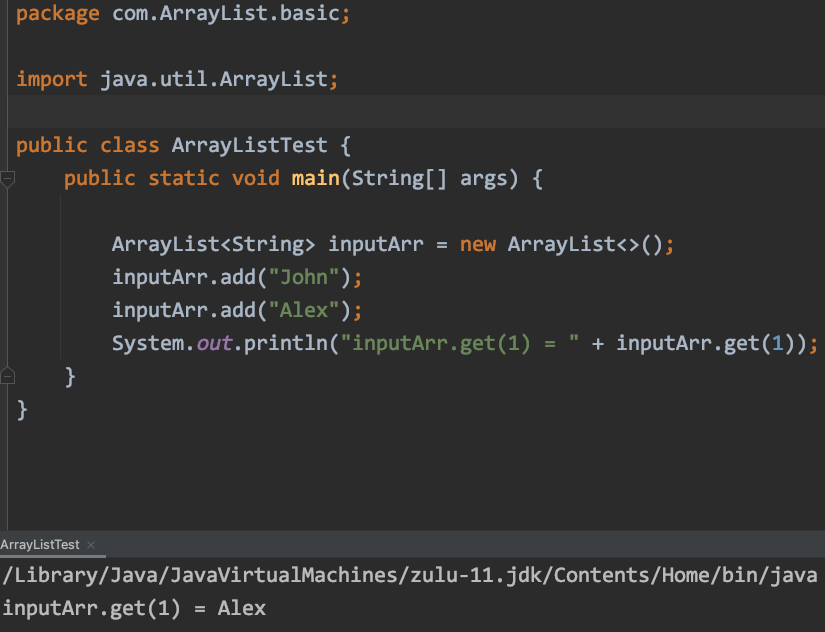 package com.ArrayList.basic;
import java.util.ArrayList;
public class ArrayListTest {
public static void main(String[] args) {
ArrayList<String> inputArr = new ArrayList<>();
inputArr.add("John");
inputArr.add("Alex");
System.out.println("inputArr.get(1) = " + inputArr.get(1));
}
}
ArrayListTest ×
/Library/Java/JavaVirtualMachines/zulu-11.jdk/Contents/Home/bin/java
inputArr.get(1) = Alex